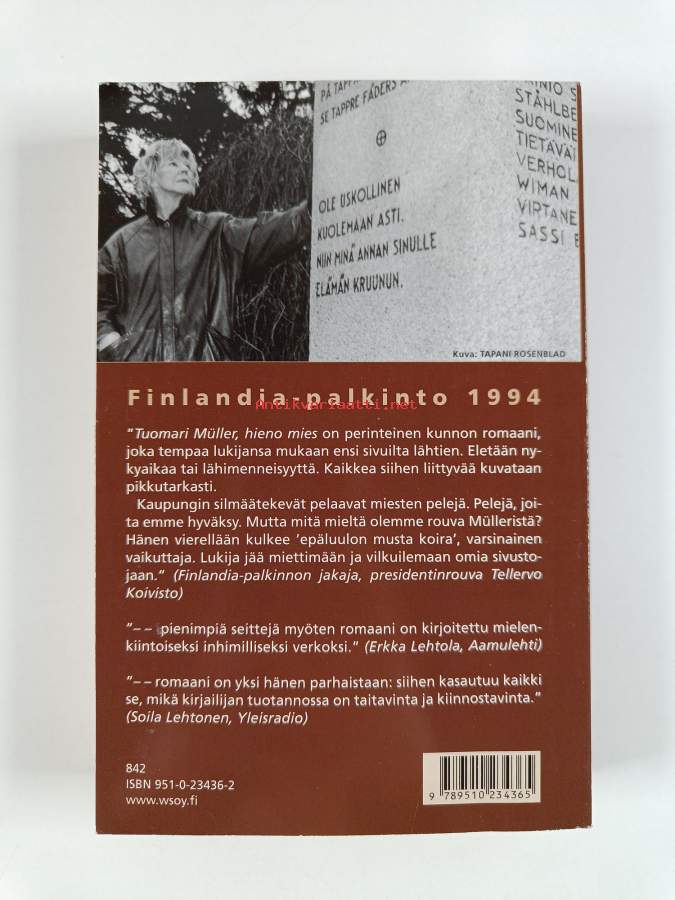 PÅ TAPPR
SE TAPPRE FÄDERS A
OLE USKOLLINEN
KUOLEMAAN ASTI.
NIIN MINÄ ANNAN SINULLE
ELÄMÄN KRUUNUN.
STÅHLBE
SUOMINE
TIETÄVÄI
VERHOLA
WIMAN
VIRTANE
SASSI E
Kuva: TAPANI ROSENBLAD
Finlandia-palkinto 1994
Antikvariaatti.net
"Tuomari Müller, hieno mies on perinteinen kunnon romaani,
joka tempaa lukijansa mukaan ensi sivuilta lähtien. Eletään ny-
kyaikaa tai lähimenneisyyttä. Kaikkea siihen liittyvää kuvataan
pikkutarkasti.
Kaupungin silmäätekevät pelaavat miesten pelejä. Pelejä, joi-
ta emme hyväksy. Mutta mitä mieltä olemme rouva Mülleristä?
Hänen vierellään kulkee 'epäluulon musta koira', varsinainen
vaikuttaja. Lukija jää miettimään ja vilkuilemaan omia sivusto-
jaan." (Finlandia-palkinnon jakaja, presidentinrouva Tellervo
Koivisto)
"– – pienimpiä seittejä myöten romaani on kirjoitettu mielen-
kiintoiseksi inhimilliseksi verkoksi." (Erkka Lehtola, Aamulehti)
"– – romaani on yksi hänen parhaistaan: siihen kasautuu kaikki
se, mikä kirjailijan tuotannossa on taitavinta ja kiinnostavinta."
(Soila Lehtonen, Yleisradio)
842
ISBN 951-0-23436-2
www.wsoy.fi
9 789510 234365